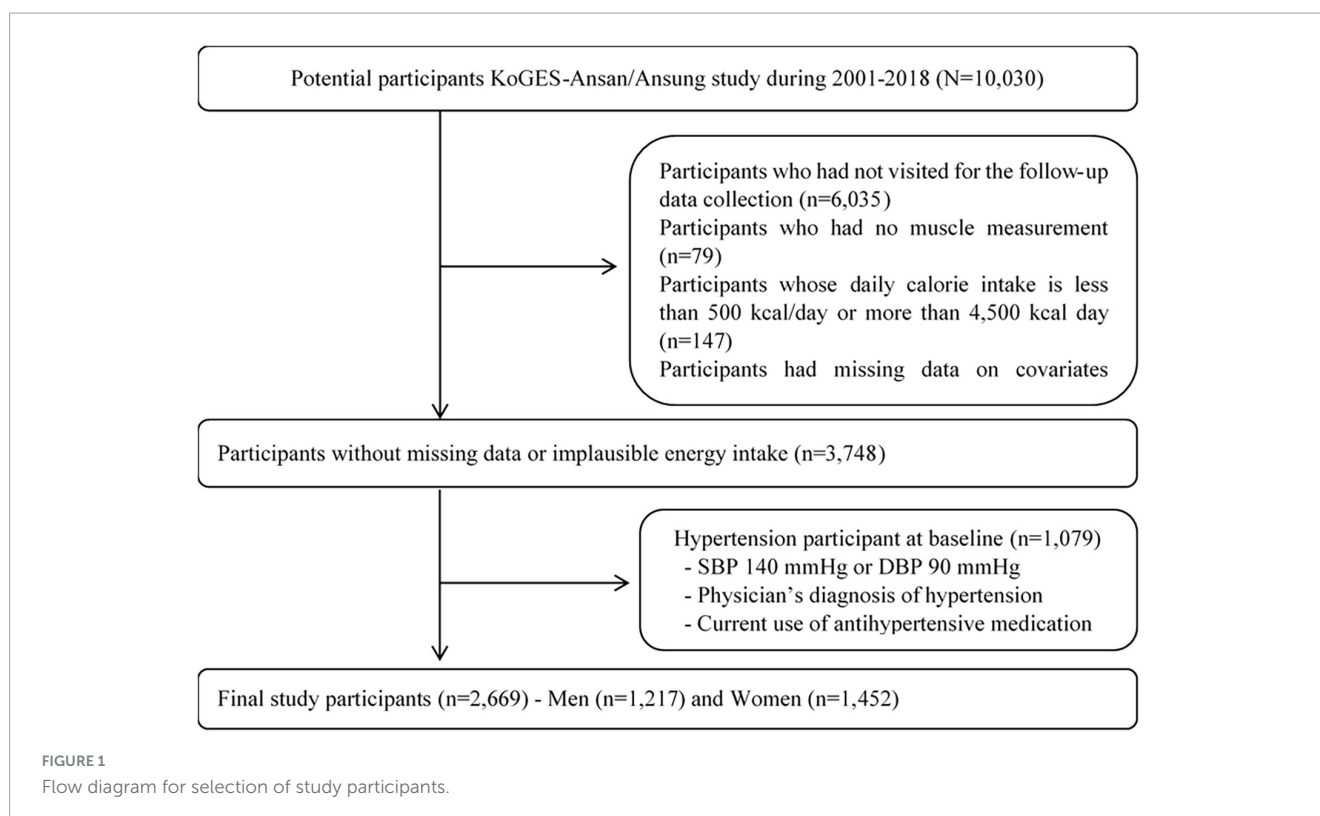 Potential participants KoGES-Ansan/Ansung study during 2001-2018 (N=10,030)
Participants who had not visited for the follow-up
data collection (n=6,035)
Participants who had no muscle measurement
(n=79)
Participants whose daily calorie intake is less
than 500 kcal/day or more than 4,500 kcal day
(n=147)
Participants had missing data on covariates
Participants without missing data or implausible energy intake (n=3,748)
Hypertension participant at baseline (n=1,079)
- SBP 140 mmHg or DBP 90 mmHg
- Physician's diagnosis of hypertension
- Current use of antihypertensive medication
Final study participants (n=2,669) - Men (n=1,217) and Women (n=1,452)
FIGURE 1
Flow diagram for selection of study participants.